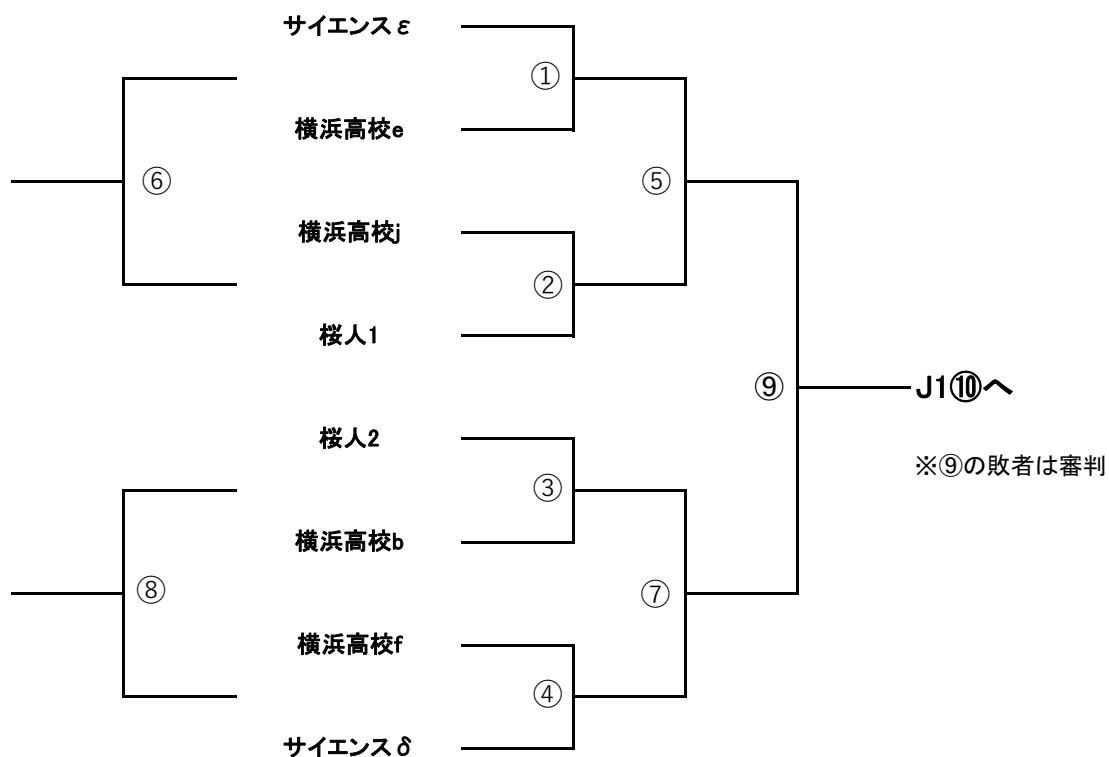 サイエンスε
①
横浜高校e
⑥
⑤
横浜高校j
②
桜人1
⑨
J1⑩へ
桜人2
※⑨の敗者は審判
③
横浜高校b
⑧
⑦
横浜高校f
④
サイエンスδ